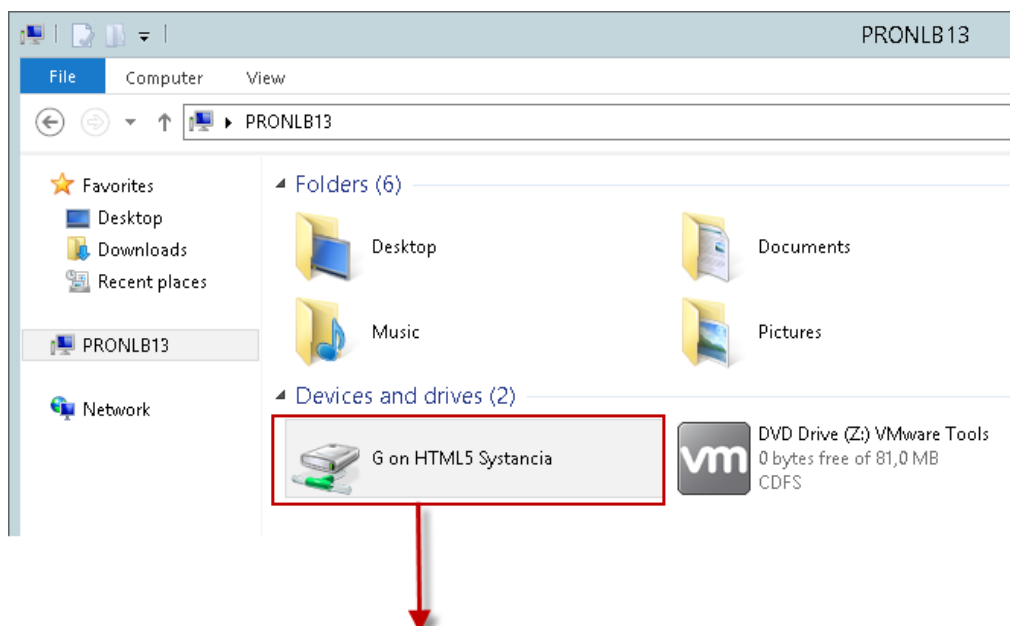 PRONLB13
File Computer View
PRONLB13
Favorites
Desktop
Downloads
Recent places
PRONLB13
Network
Folders (6)
Desktop
Documents
Music
Pictures
Devices and drives (2)
G on HTML5 Systancia
vm
DVD Drive (Z:) VMware Tools
0 bytes free of 81,0 MB
CDFS